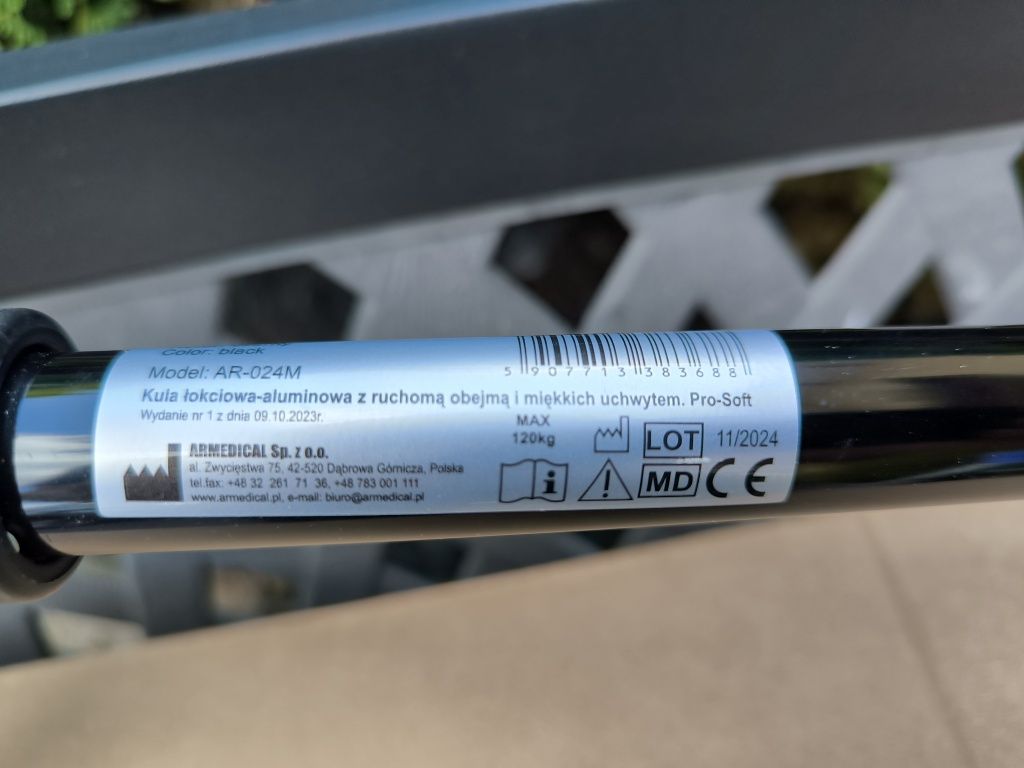 Color: black
5 907713 383688
Model: AR-024M
Kula łokciowa-aluminowa z ruchomą obejmą i miękkich uchwytem. Pro-Soft
Wydanie nr 1 z dnia 09.10.2023r.
MAX
120kg
LOT 11/2024
ARMEDICAL Sp. z o.o.
al. Zwycięstwa 75, 42-520 Dąbrowa Górnicza, Polska
tel.fax: +48 32 261 71 36, +48 783 001 111
www.armedical.pl, e-mail: biuro@armedical.pl
i
!
MD CE